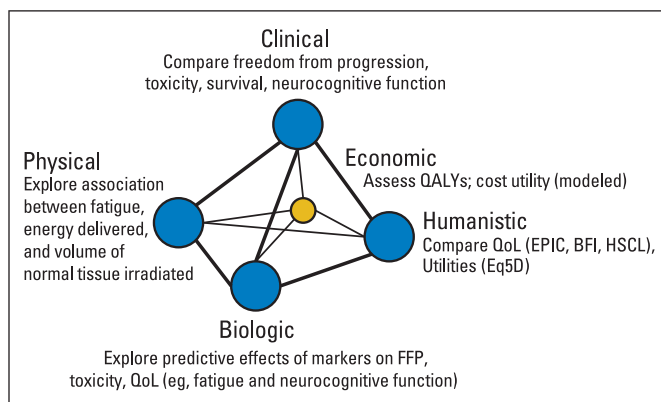 Clinical
Compare freedom from progression,
toxicity, survival, neurocognitive function
Physical
Explore association
between fatigue,
energy delivered,
and volume of
normal tissue irradiated
Economic
Assess QALYs; cost utility (modeled)
Humanistic
Compare QoL (EPIC, BFI, HSCL),
Utilities (Eq5D)
Biologic
Explore predictive effects of markers on FFP,
toxicity, QoL (eg, fatigue and neurocognitive function)